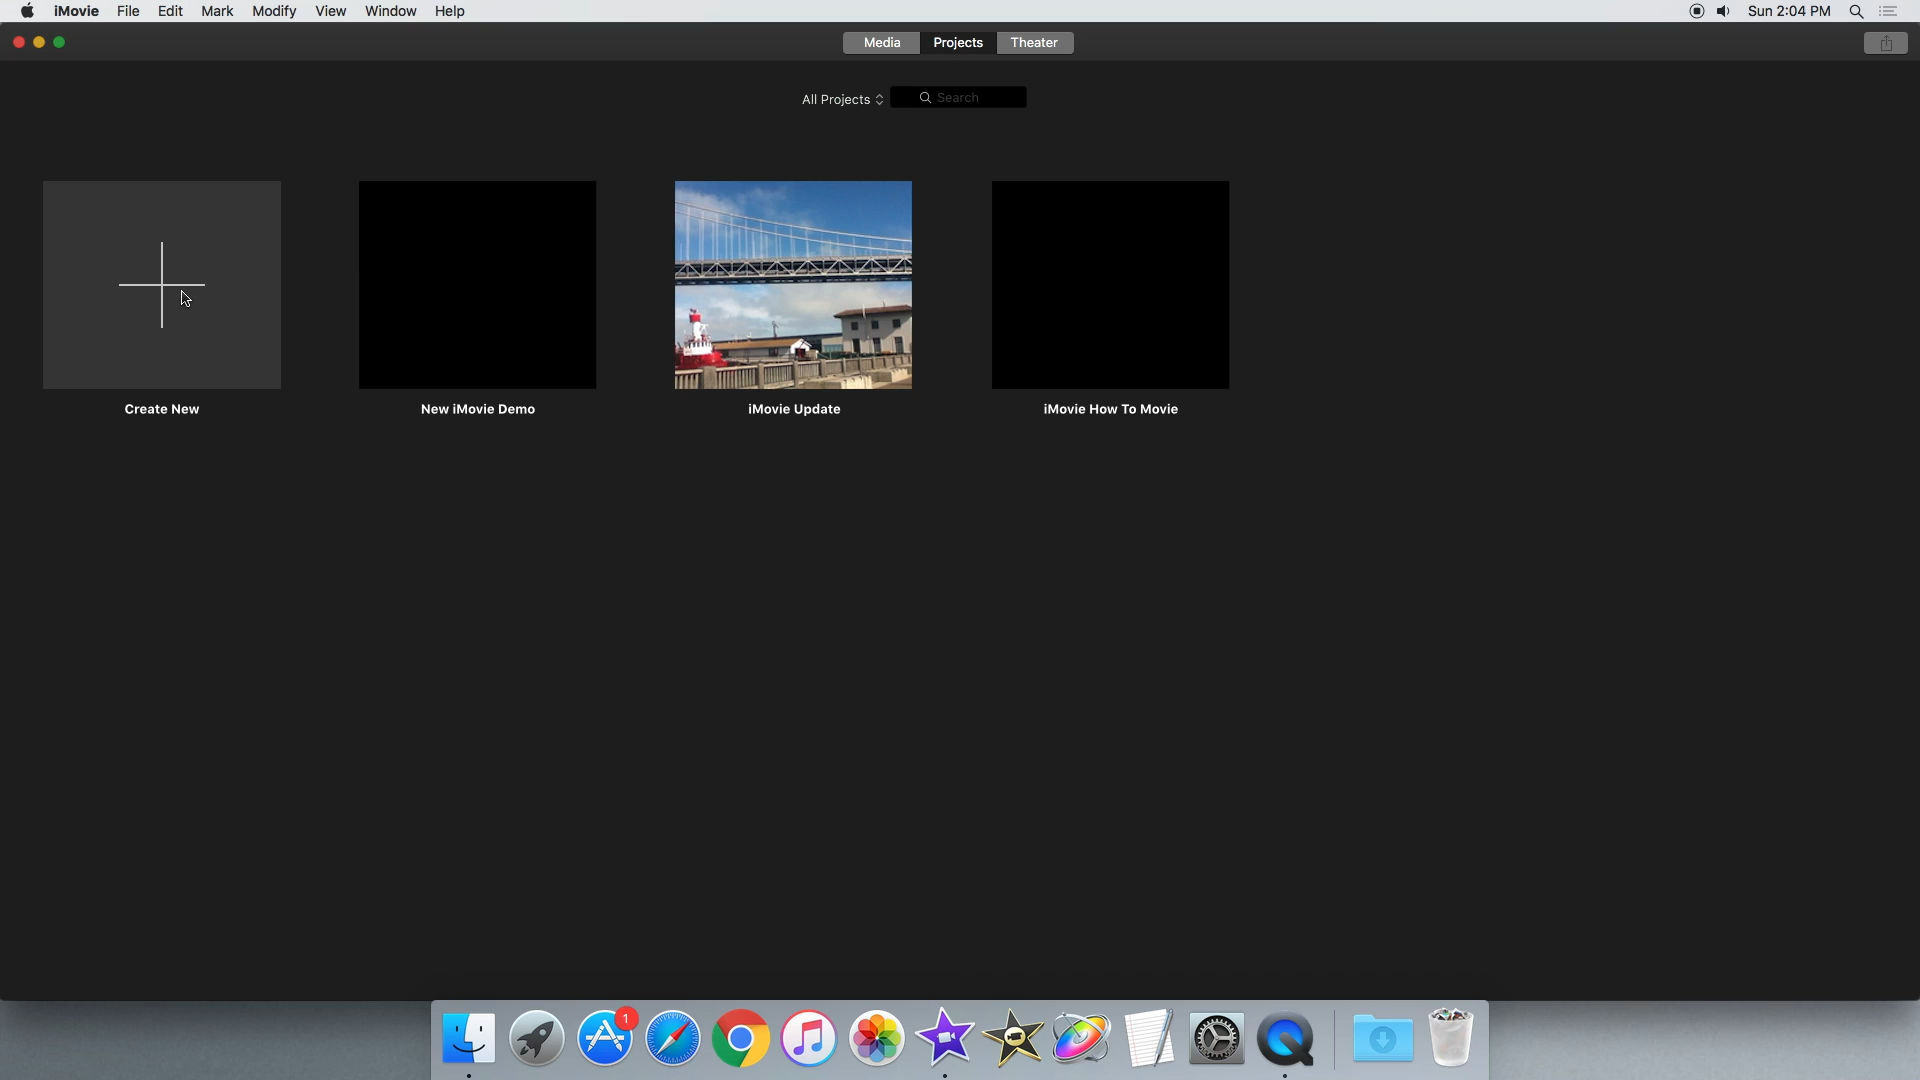 iMovie File Edit Mark Modify View Window Help Sun 2:04 PM
Media Projects Theater
All Projects Search
Create New New iMovie Demo iMovie Update iMovie How To Movie
1